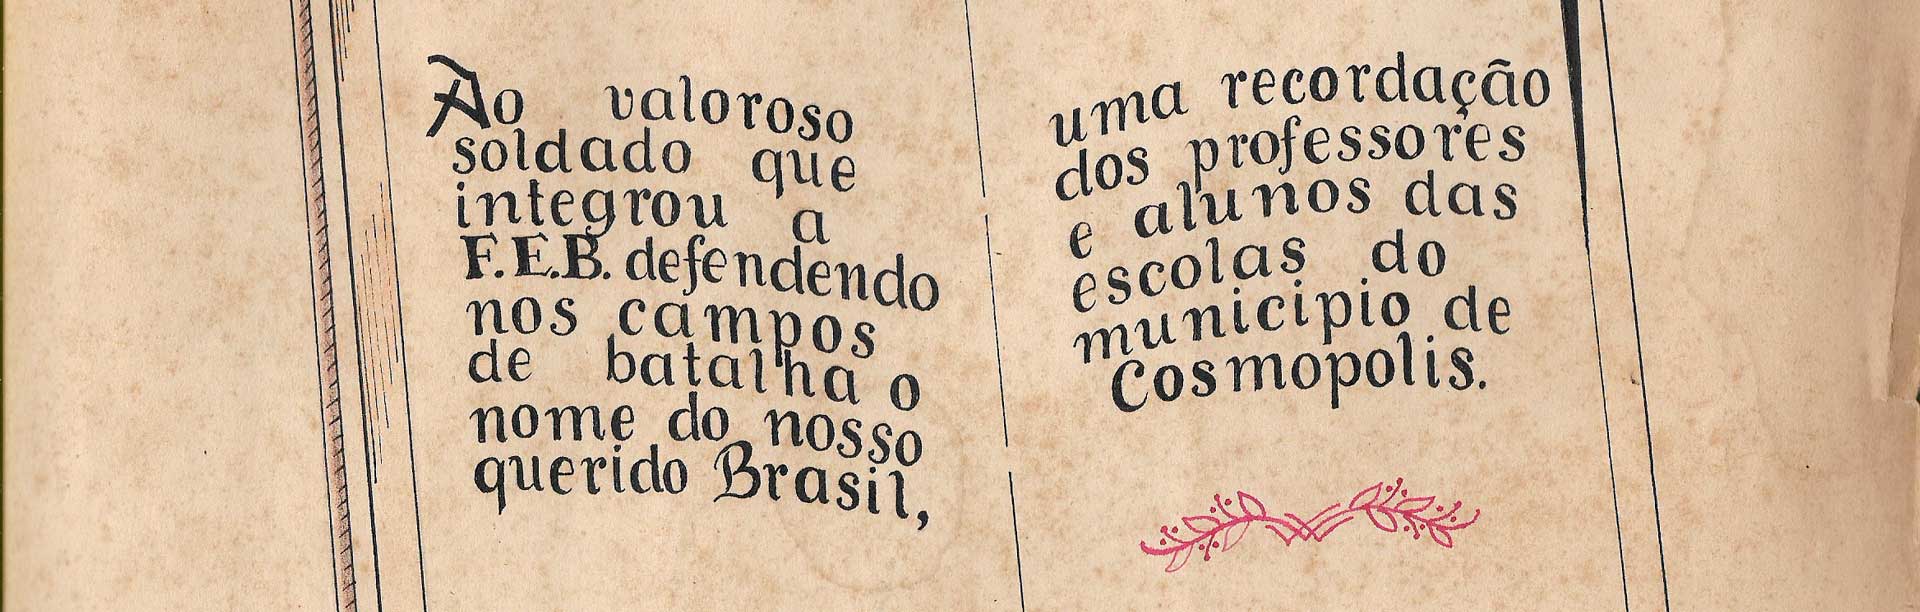 Ao valoroso
soldado que
integrou a
F.E.B. defendendo
nos campos
de batalha o
nome do nosso
querido Brasil,
uma recordação
dos professores
e alunos das
escolas do
municipio de
Cosmopolis.